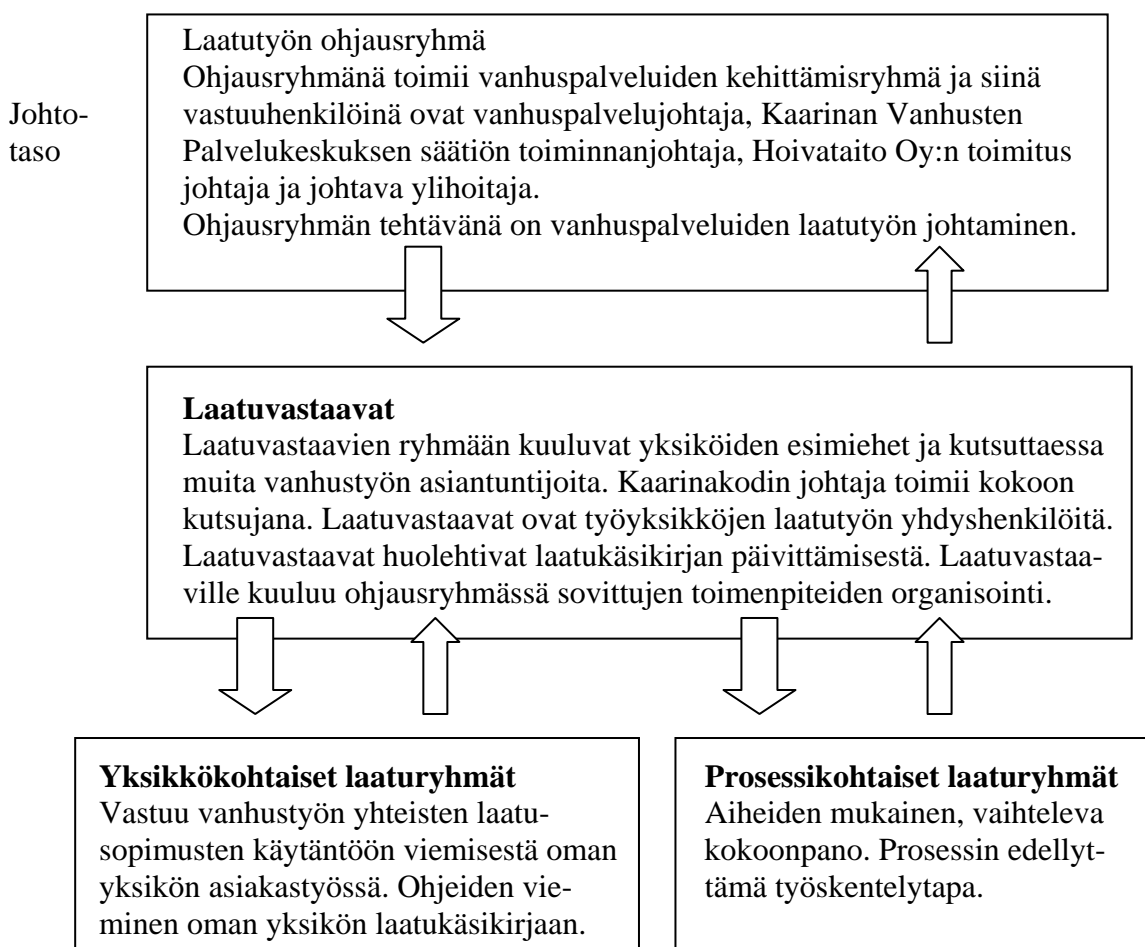 Laatutyön ohjausryhmä
Ohjausryhmänä toimii vanhuspalveluiden kehittämisryhmä ja siinä
vastuuhenkilöinä ovat vanhuspalvelujohtaja, Kaarinan Vanhusten
Palvelukeskuksen säätiön toiminnanjohtaja, Hoivataito Oy:n toimitus
johtaja ja johtava ylihoitaja.
Ohjausryhmän tehtävänä on vanhuspalveluiden laatutyön johtaminen.
Johto-
taso
Laatuvastaavat
Laatuvastaavien ryhmään kuuluvat yksiköiden esimiehet ja kutsuttaessa
muita vanhustyön asiantuntijoita. Kaarinakodin johtaja toimii kokoon
kutsujana. Laatuvastaavat ovat työyksikköjen laatutyön yhdyshenkilöitä.
Laatuvastaavat huolehtivat laatukäsikirjan päivittämisestä. Laatuvastaa-
ville kuuluu ohjausryhmässä sovittujen toimenpiteiden organisointi.
Yksikkökohtaiset laaturyhmät
Vastuu vanhustyön yhteisten laatu-
sopimusten käytäntöön viemisestä oman
yksikön asiakastyössä. Ohjeiden vie-
minen oman yksikön laatukäsikirjaan.
Prosessikohtaiset laaturyhmät
Aiheiden mukainen, vaihteleva
kokoonpano. Prosessin edellyt-
tämä työskentelytapa.